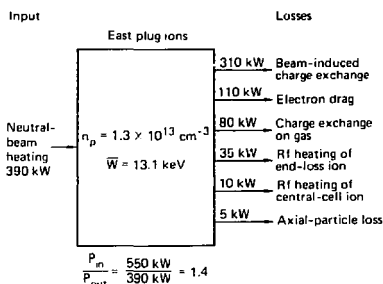 Input
Losses
East plug ions
310 kW
Beam-induced
charge exchange
110 kW
Electron drag
80 kW
Charge exchange
on gas
35 kW
Rf heating of
end-loss ion
10 kW
Rf heating of
central-cell ion
5 kW
Axial-particle loss
Neutral-
beam
heating
390 kW
n_p = 1.3 × 10^13 cm^-3
W̅ = 13.1 keV
P_in / P_out = 550 kW / 390 kW = 1.4